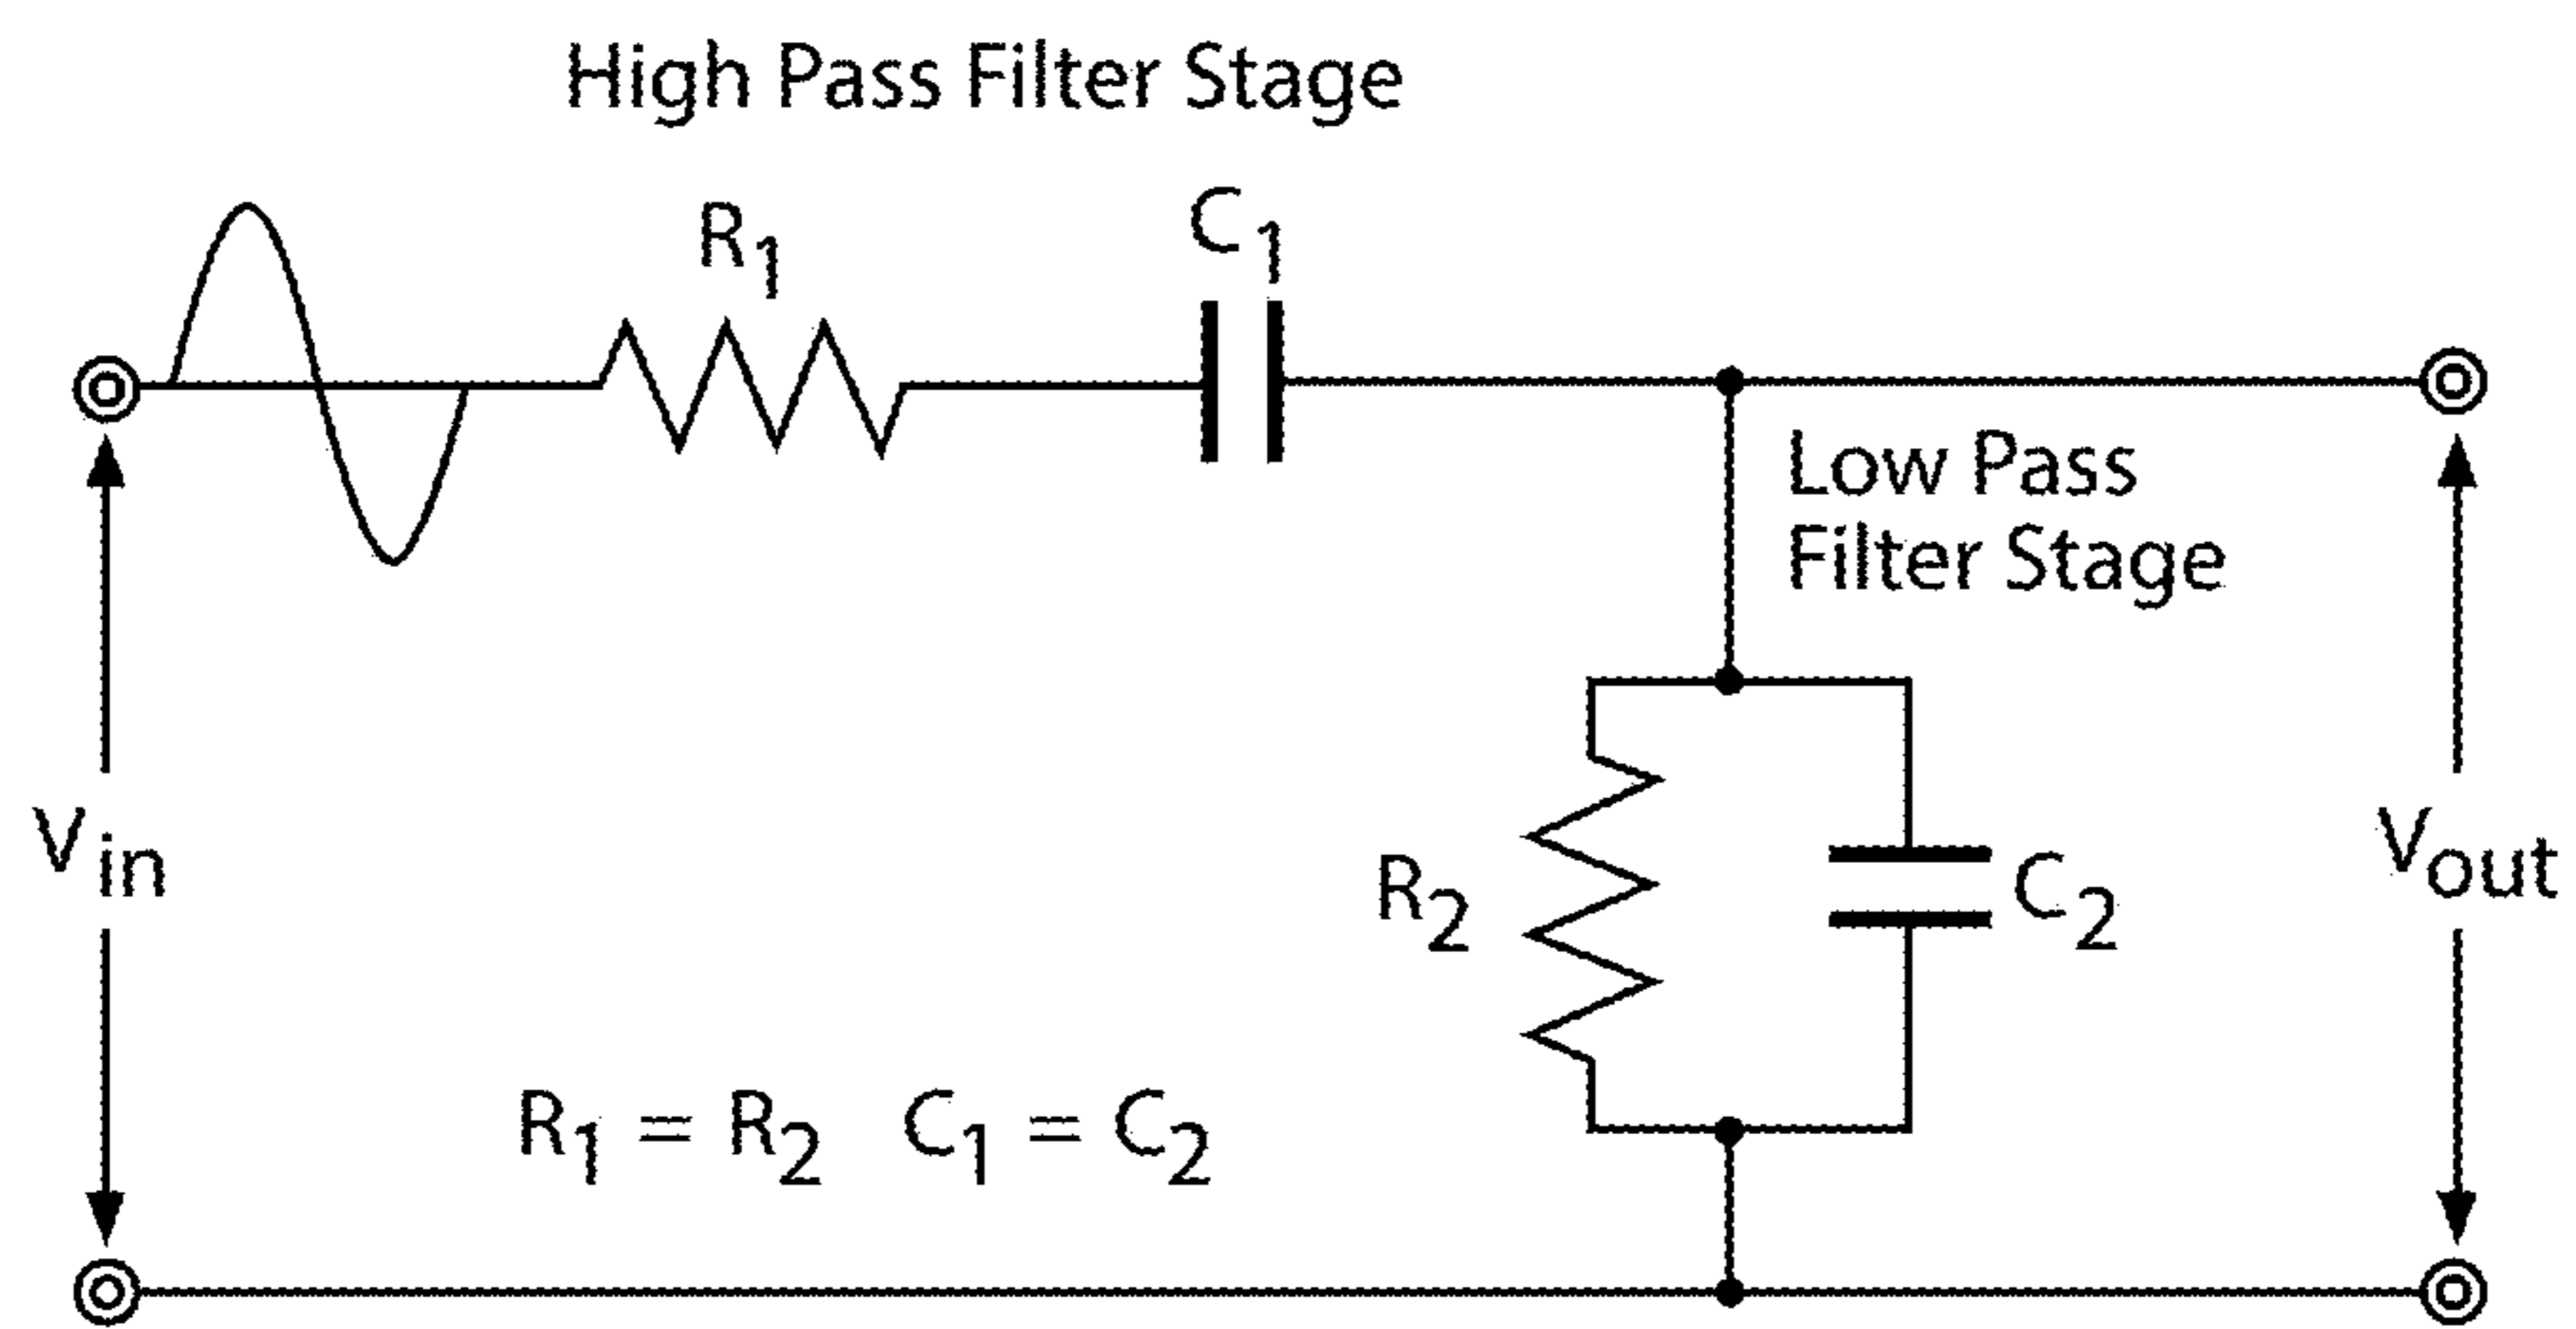 High Pass Filter Stage
R1
C1
Low Pass
Filter Stage
Vin
R2
C2
Vout
R1 = R2 C1 = C2